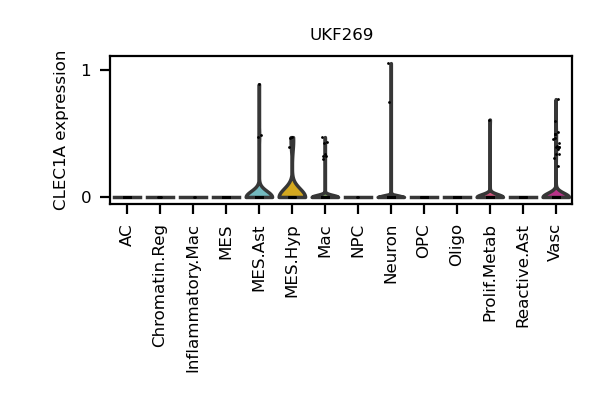 UKF269
CLEC1A expression
1
0
AC
Chromatin.Reg
Inflammatory.Mac
MES
MES.Ast
MES.Hyp
Mac
NPC
Neuron
OPC
Oligo
Prolif.Metab
Reactive.Ast
Vasc